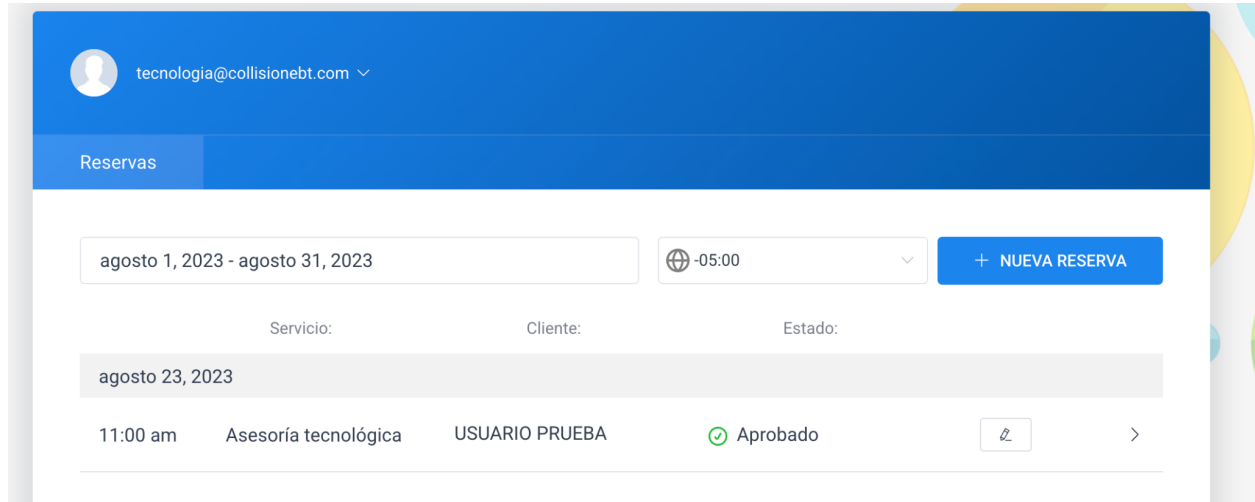 tecnologia@collisionebt.com
Reservas
agosto 1, 2023 - agosto 31, 2023 -05:00 + NUEVA RESERVA
Servicio: Cliente: Estado:
agosto 23, 2023
11:00 am Asesoría tecnológica USUARIO PRUEBA Aprobado